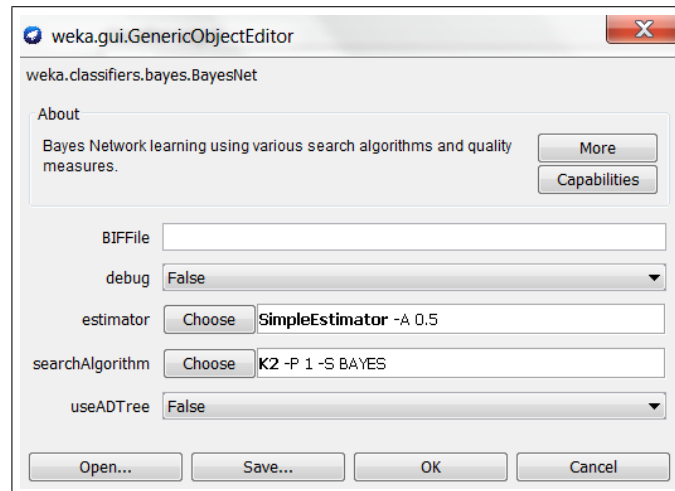 weka.gui.GenericObjectEditor
weka.classifiers.bayes.BayesNet
About
Bayes Network learning using various search algorithms and quality
measures.
More
Capabilities
BIFFile
debug False
estimator Choose SimpleEstimator -A 0.5
searchAlgorithm Choose K2 -P 1 -S BAYES
useADTree False
Open... Save... OK Cancel